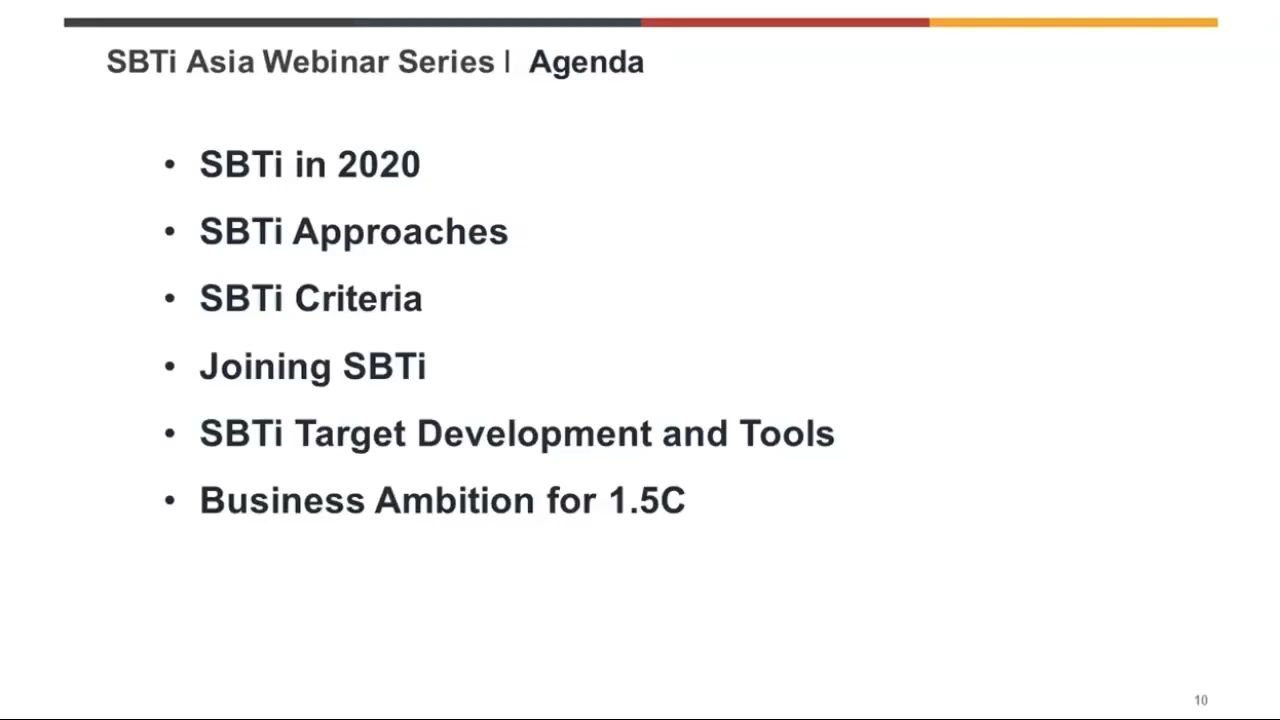 SBTi Asia Webinar Series | Agenda
• SBTi in 2020
• SBTi Approaches
• SBTi Criteria
• Joining SBTi
• SBTi Target Development and Tools
• Business Ambition for 1.5C
10